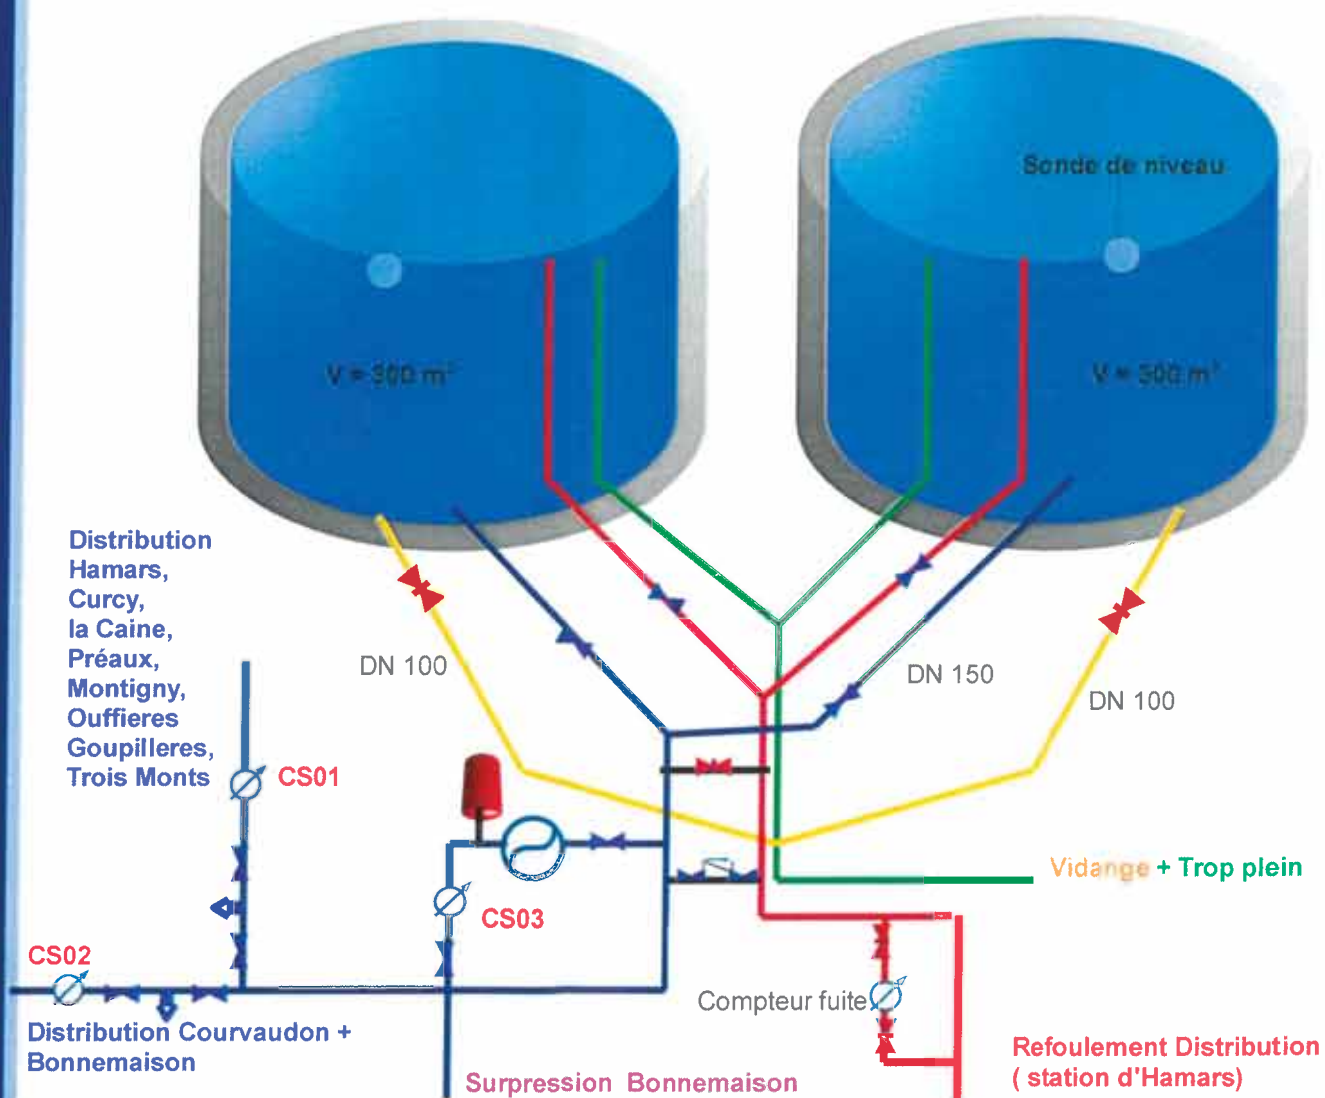 Sonde de niveau
V = 300 m³
V = 300 m³
Distribution
Hamars,
Curcy,
la Caine,
Préaux,
Montigny,
Ouffieres
Goupilleres,
Trois Monts
DN 100
DN 150
DN 100
CS01
Vidange + Trop plein
CS03
CS02
Compteur fuite
Distribution Courvaudon +
Bonnemaison
Refoulement Distribution
( station d'Hamars)
Surpression Bonnemaison